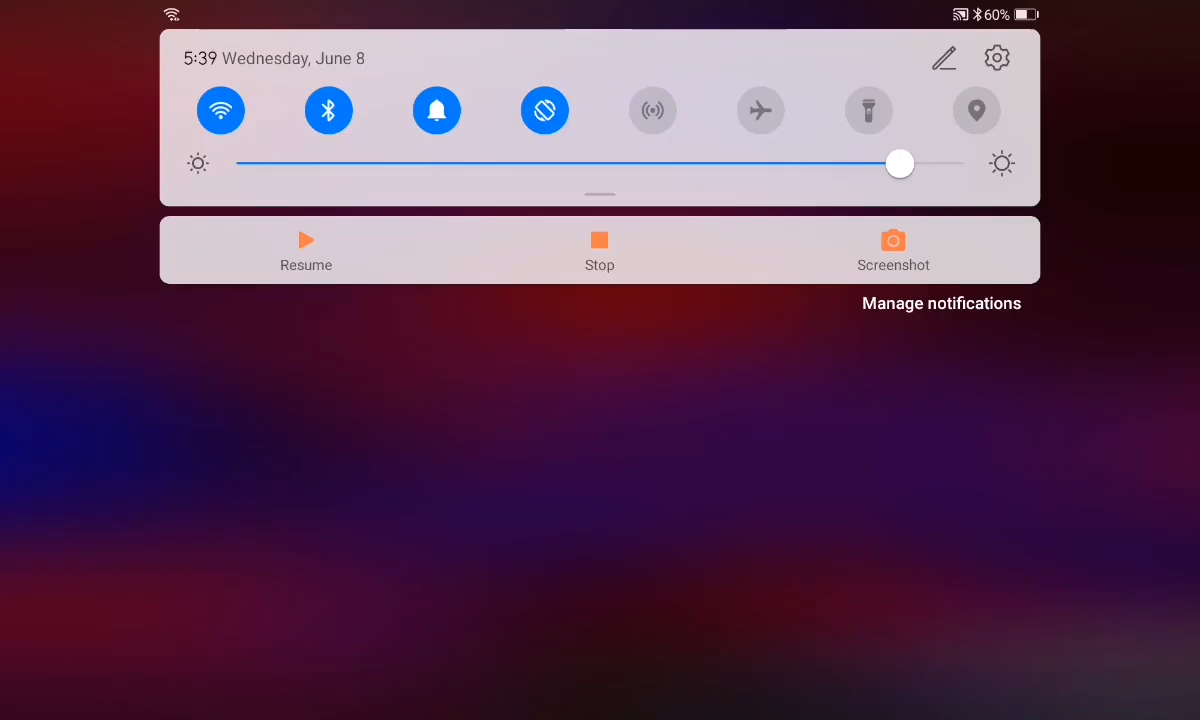 60%
5:39 Wednesday, June 8
Resume
Stop
Screenshot
Manage notifications